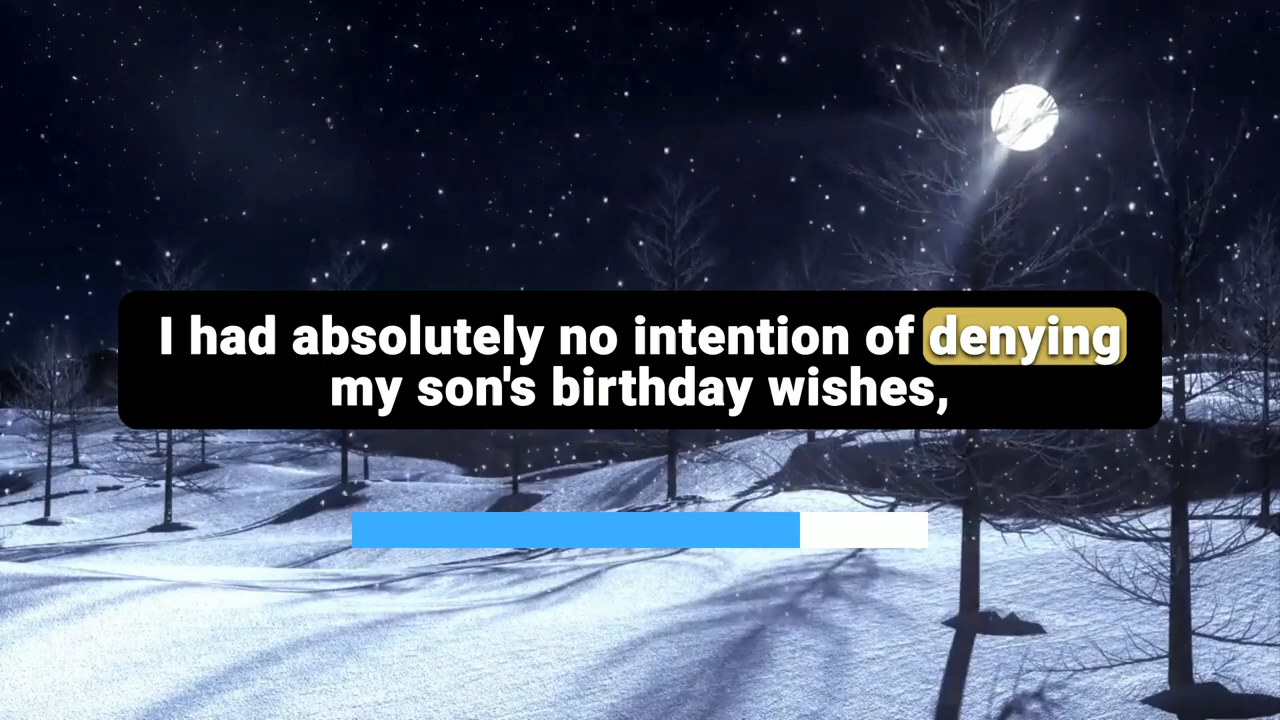 I had absolutely no intention of denying
my son's birthday wishes,